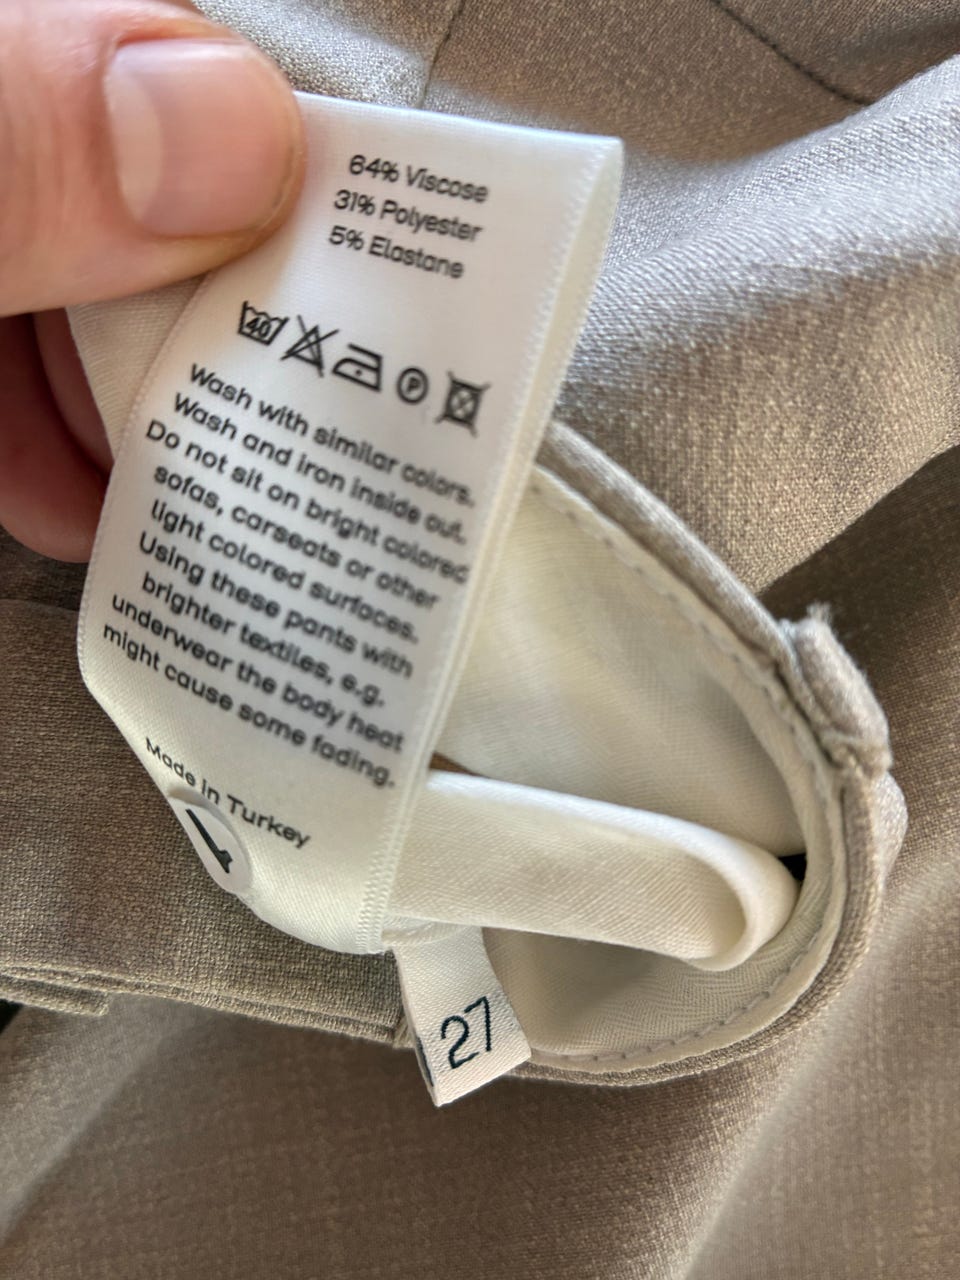 64% Viscose
31% Polyester
5% Elastane
40
P
Wash with similar colors.
Wash and iron inside out.
Do not sit on bright colored
sofas, carseats or other
light colored surfaces.
Using these pants with
brighter textiles, e.g.
underwear the body heat
might cause some fading.
Made in Turkey
27